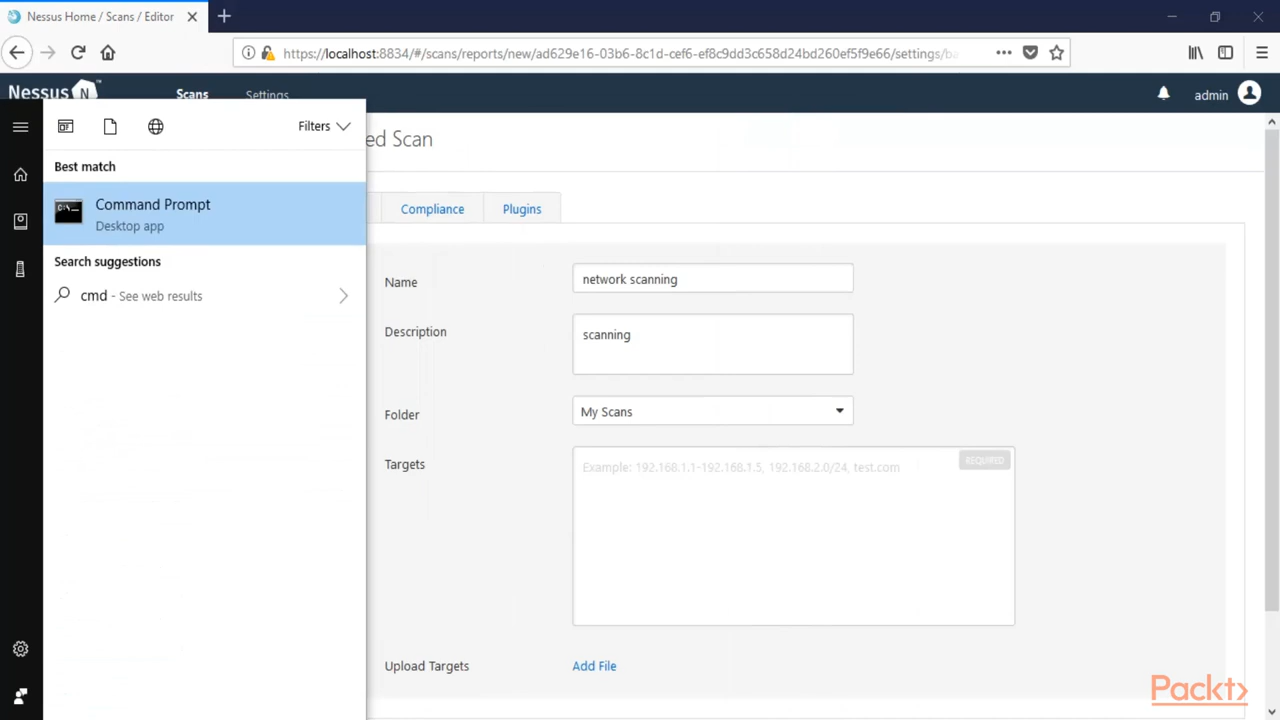 Nessus Home / Scans / Editor
https://localhost:8834/#/scans/reports/new/ad629e16-03b6-8c1d-cef6-ef8c9dd3c658d24bd260ef5f9e66/settings/ba
Nessus N ™
Scans
Settings
admin
Filters
ed Scan
Best match
Command Prompt
Desktop app
Search suggestions
cmd - See web results
Compliance
Plugins
Name
network scanning
Description
scanning
Folder
My Scans
Targets
Example: 192.168.1.1-192.168.1.5, 192.168.2.0/24, test.com
REQUIRED
Upload Targets
Add File
Packt>